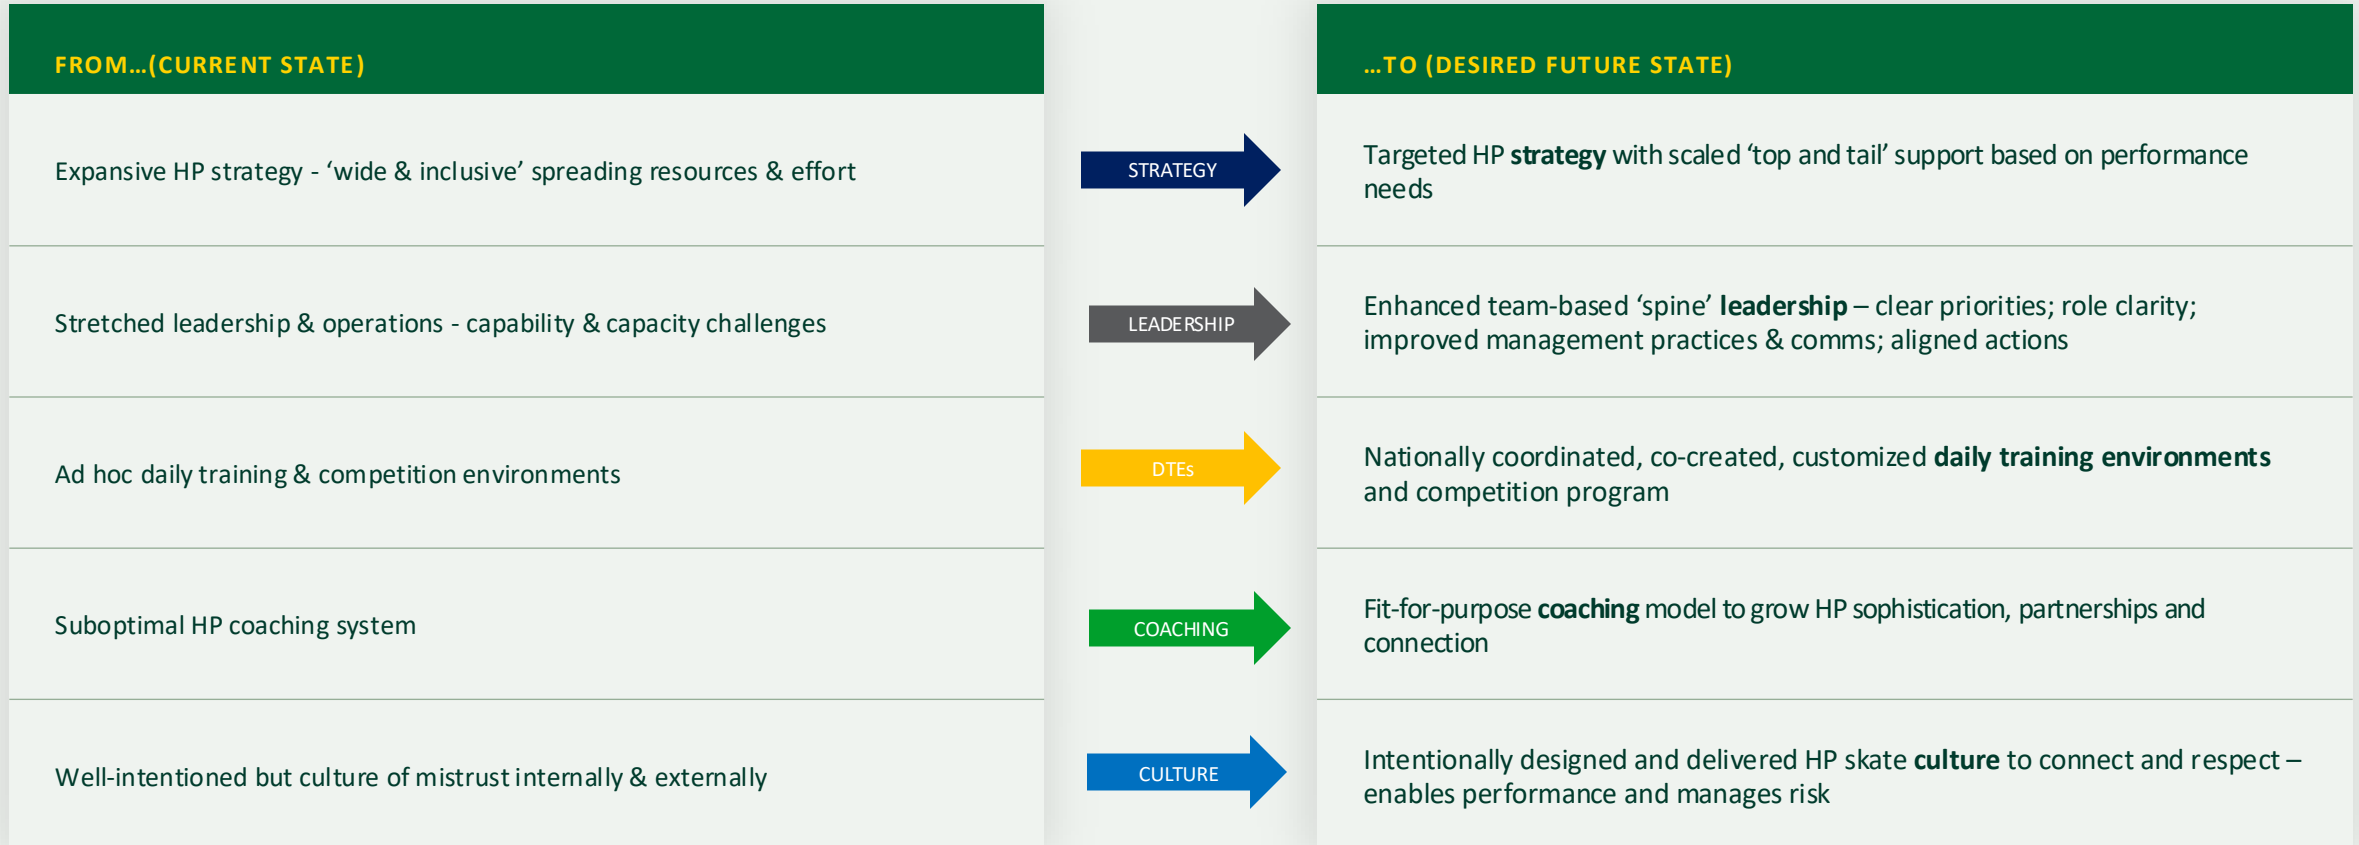 FROM…(CURRENT STATE)
…TO (DESIRED FUTURE STATE)
Expansive HP strategy - ‘wide & inclusive’ spreading resources & effort
STRATEGY
Targeted HP strategy with scaled ‘top and tail’ support based on performance
needs
Stretched leadership & operations - capability & capacity challenges
LEADERSHIP
Enhanced team-based ‘spine’ leadership – clear priorities; role clarity;
improved management practices & comms; aligned actions
Ad hoc daily training & competition environments
DTEs
Nationally coordinated, co-created, customized daily training environments
and competition program
Suboptimal HP coaching system
COACHING
Fit-for-purpose coaching model to grow HP sophistication, partnerships and
connection
Well-intentioned but culture of mistrust internally & externally
CULTURE
Intentionally designed and delivered HP skate culture to connect and respect –
enables performance and manages risk